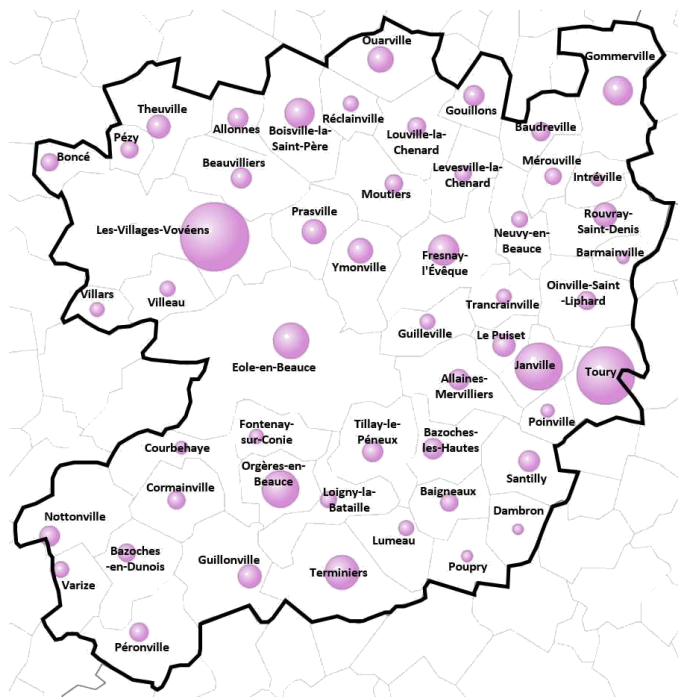 Ouarville
Gommerville
Theuville
Allonnes
Boisville-la-
Saint-Père
Réclainville
Gouillons
Louville-la-
Chenard
Baudreville
Pézy
Boncé
Beauvilliers
Levesville-la-
Chenard
Mérouville
Intréville
Moutiers
Les-Villages-Vovéens
Prasville
Neuvy-en-
Beauce
Rouvray-
Saint-Denis
Ymonville
Fresnay-
l'Évêque
Barmainville
Villars
Villeau
Trancrainville
Oinville-Saint
-Liphard
Guilleville
Le Puiset
Eole-en-Beauce
Janville
Toury
Allaines-
Mervilliers
Poinville
Fontenay-
sur-Conie
Tillay-le-
Péneux
Bazoches-
les-Hautes
Courbehaye
Orgères-en-
Beauce
Santilly
Cormainville
Loigny-la-
Bataille
Baigneaux
Dambron
Nottonville
Lumeau
Bazoches
-en-Dunois
Guillonville
Terminiers
Poupry
Varize
Péronville